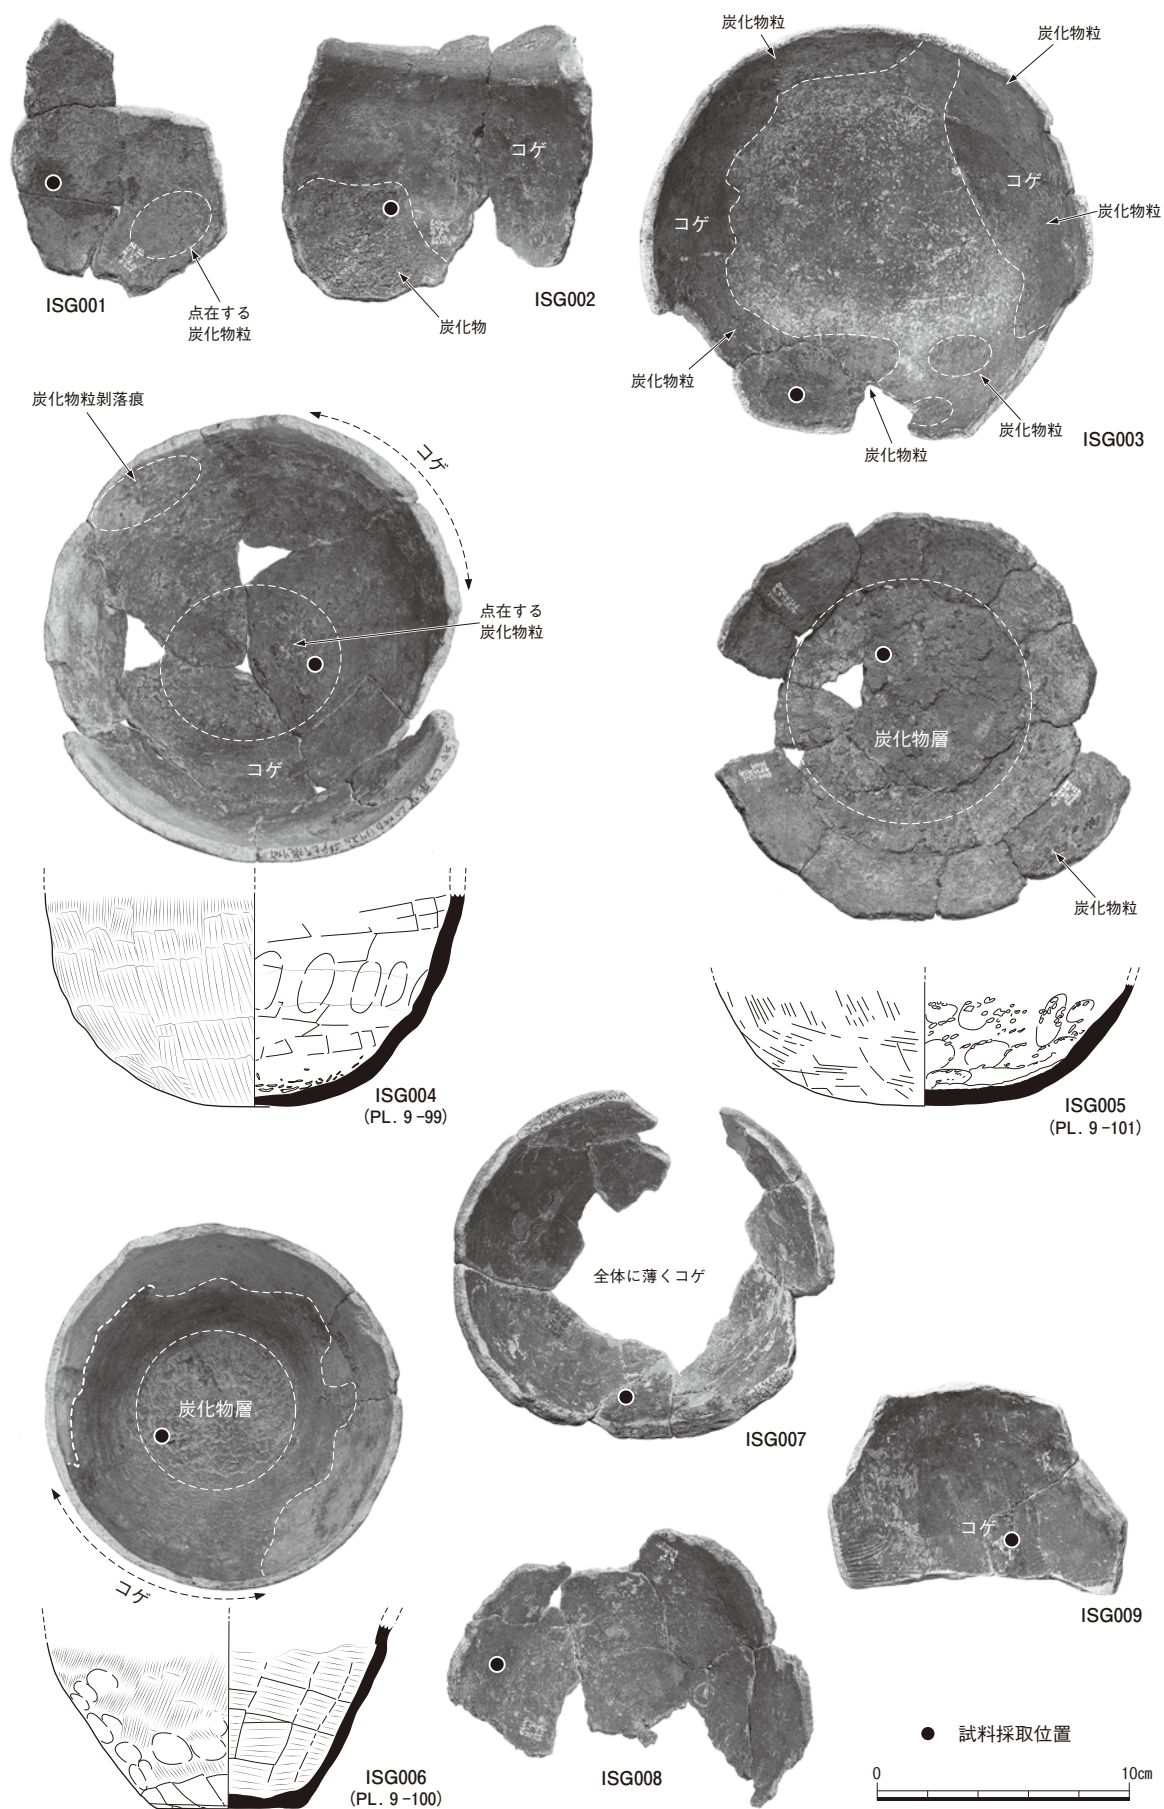 炭化物粒
炭化物粒
コゲ
コゲ
コゲ
炭化物粒
ISG001
点在する
炭化物粒
ISG002
炭化物
炭化物粒
炭化物粒
炭化物粒
ISG003
炭化物粒剝落痕
コゲ
点在する
炭化物粒
コゲ
炭化物層
炭化物粒
ISG004
(PL. 9-99)
ISG005
(PL. 9-101)
全体に薄くコゲ
炭化物層
ISG007
コゲ
コゲ
ISG009
ISG006
(PL. 9-100)
ISG008
試料採取位置
0 10cm